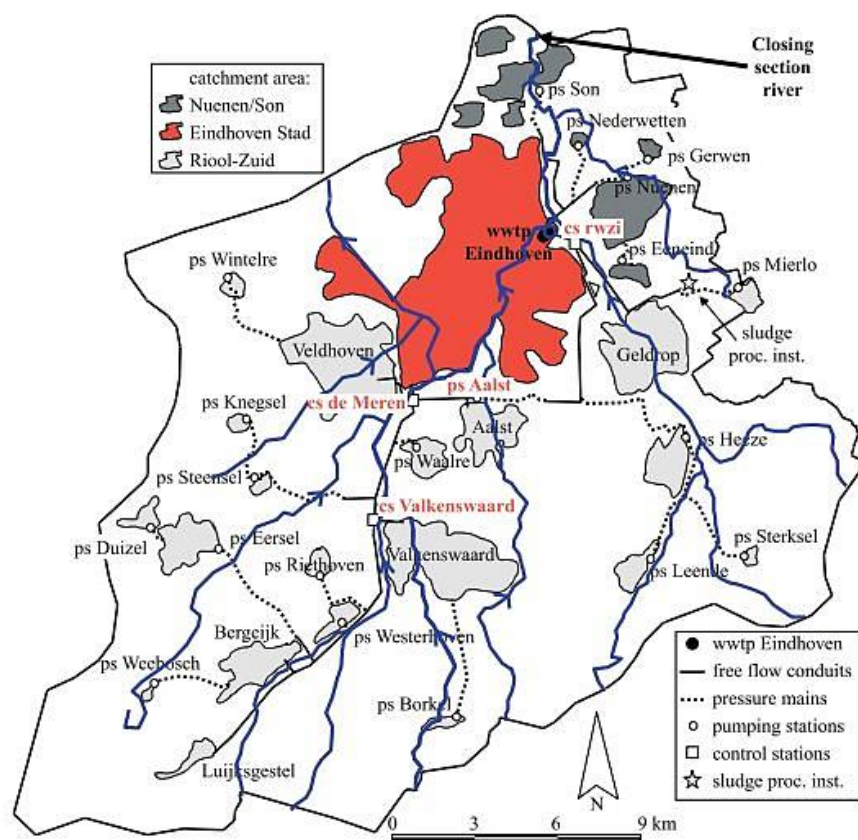 Closing
section
river
catchment area:
Nuenen/Son
Eindhoven Stad
Riool-Zuid
ps Son
ps Nederwetten
ps Gerwen
ps Nuenen
wwtp
Eindhoven
cs rwzi
ps Eeneind
ps Mierlo
ps Wintelre
sludge
proc. inst.
Veldhoven
Geldrop
ps Aalst
cs de Meren
ps Knegsel
Aalst
ps Heeze
ps Waalre
ps Steensel
cs Valkenswaard
ps Duizel
ps Eersel
Valkenswaard
ps Sterksel
ps Riethoven
ps Leende
Bergeijk
ps Westerhoven
ps Weebosch
ps Borkel
Luijksgestel
wwtp Eindhoven
free flow conduits
pressure mains
pumping stations
control stations
sludge proc. inst.
N
0 3 6 9 km